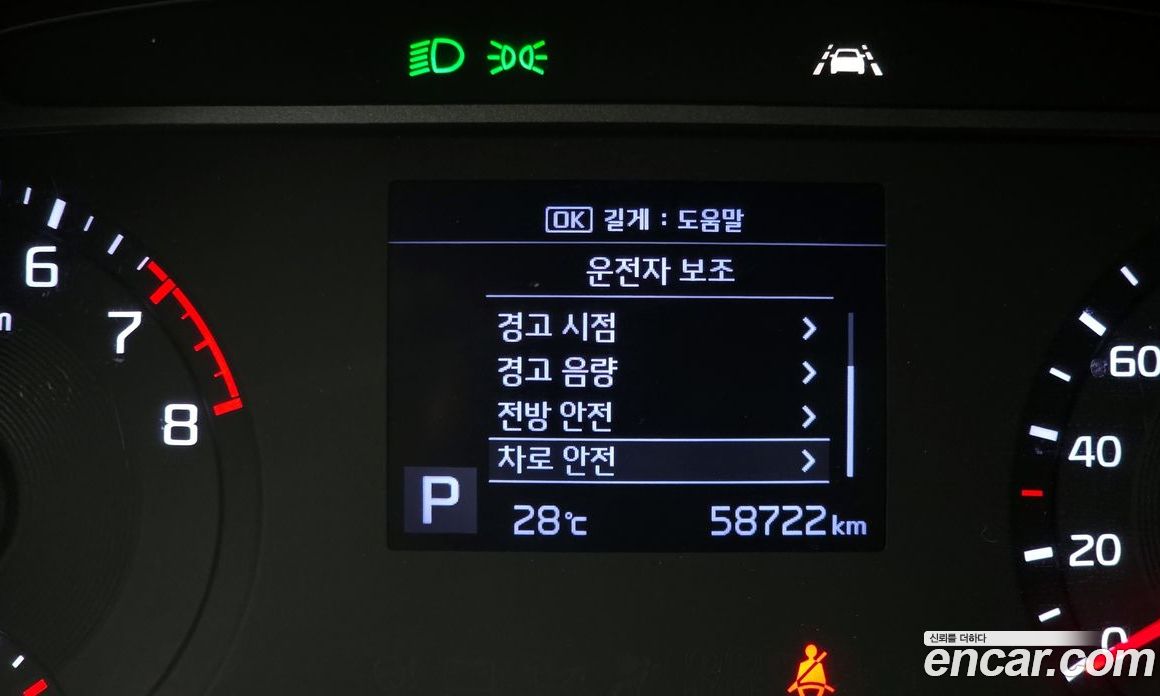 OK 길게 : 도움말
운전자 보조
경고 시점
경고 음량
전방 안전
차로 안전
P
28℃
58722 km
6
7
8
60
40
20
0
신뢰를 더하다
encar.com